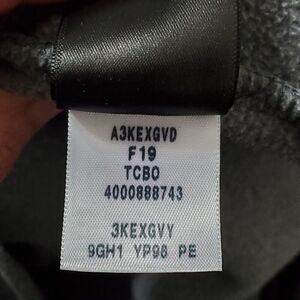 A3KEXGVD
F19
TCBO
4000888743
3KEXGVY
9GH1 YP98 PE